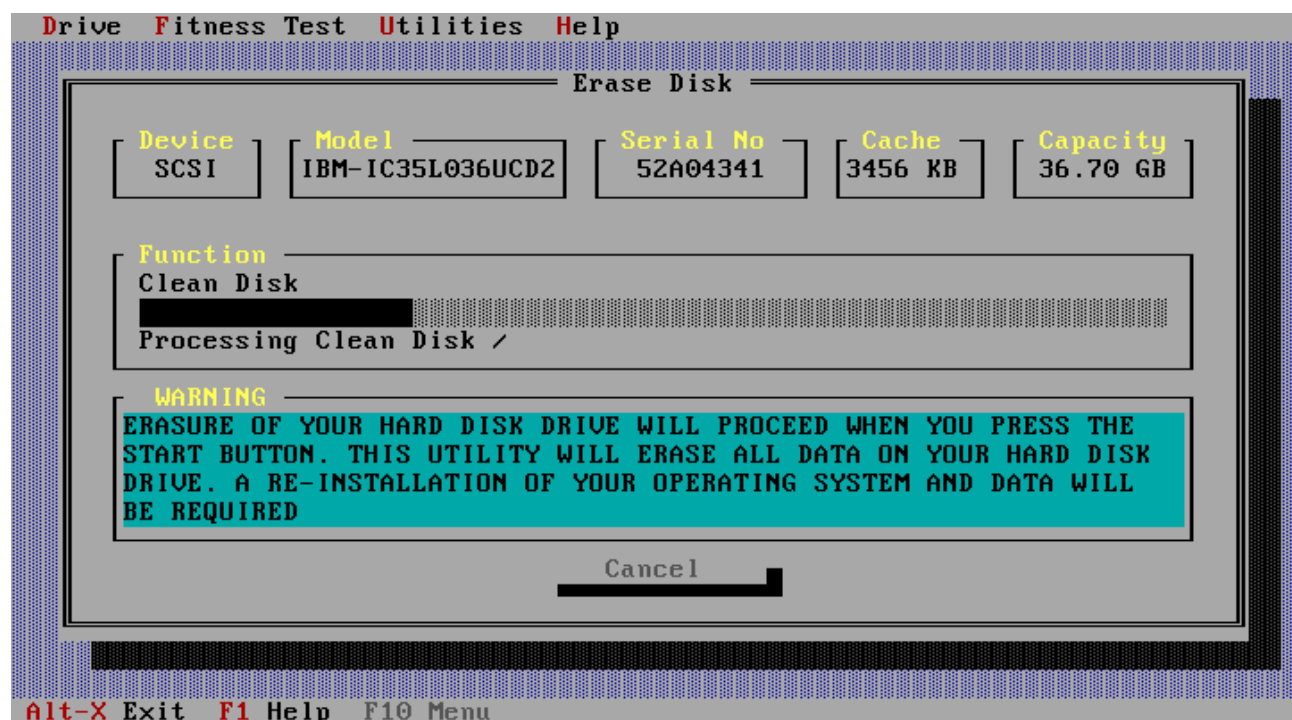 Drive Fitness Test Utilities Help
Erase Disk
Device Model Serial No Cache Capacity
SCSI IBM-IC35L036UCD2 52A04341 3456 KB 36.70 GB
Function
Clean Disk
Processing Clean Disk /
WARNING
ERASURE OF YOUR HARD DISK DRIVE WILL PROCEED WHEN YOU PRESS THE
START BUTTON. THIS UTILITY WILL ERASE ALL DATA ON YOUR HARD DISK
DRIVE. A RE-INSTALLATION OF YOUR OPERATING SYSTEM AND DATA WILL
BE REQUIRED
Cancel
Alt-X Exit F1 Help F10 Menu